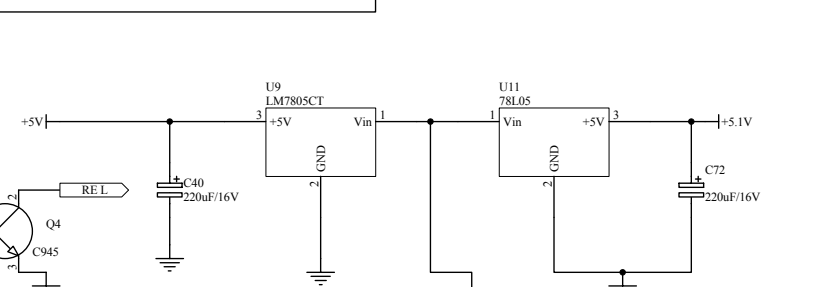 U9
LM7805CT
U11
78L05
+5V
3
+5V
Vin
1
1
Vin
+5V
3
+5.1V
GND
2
GND
2
C40
220uF/16V
C72
220uF/16V
REL
2
Q4
C945
3